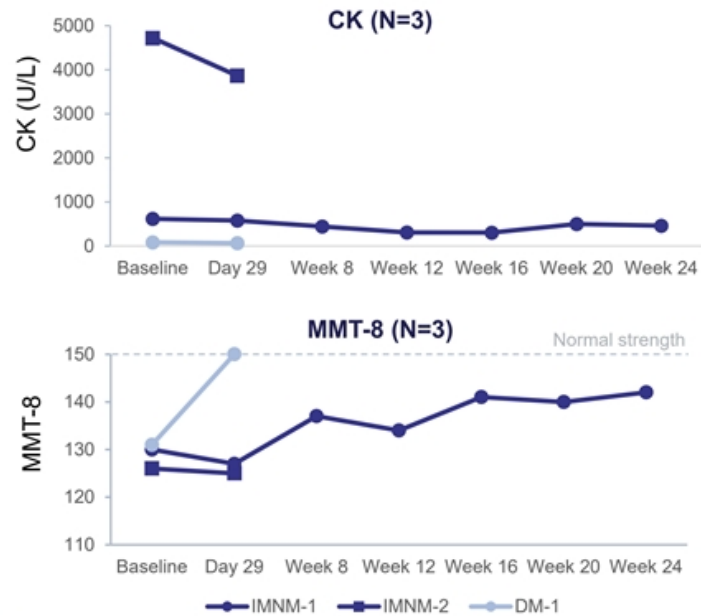 CK (N=3)
CK (U/L)
5000
4000
3000
2000
1000
0
Baseline Day 29 Week 8 Week 12 Week 16 Week 20 Week 24
MMT-8 (N=3)
Normal strength
MMT-8
150
140
130
120
110
Baseline Day 29 Week 8 Week 12 Week 16 Week 20 Week 24
IMNM-1 IMNM-2 DM-1